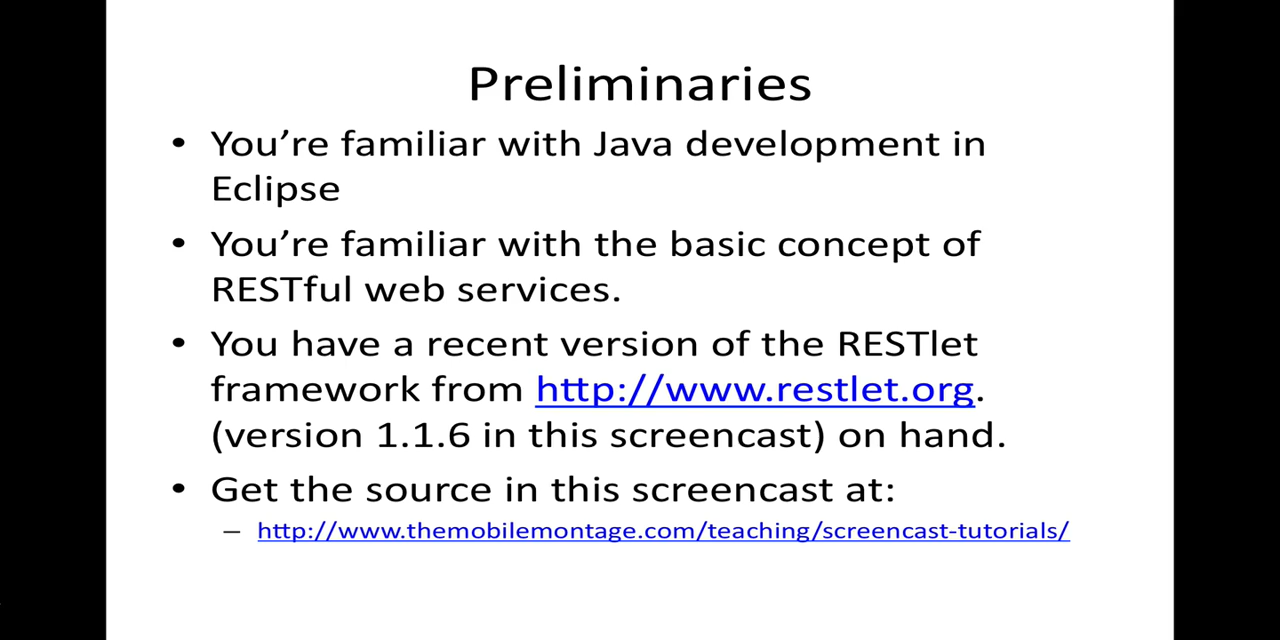 Preliminaries
• You’re familiar with Java development in
Eclipse
• You’re familiar with the basic concept of
RESTful web services.
• You have a recent version of the RESTlet
framework from http://www.restlet.org.
(version 1.1.6 in this screencast) on hand.
• Get the source in this screencast at:
– http://www.themobilemontage.com/teaching/screencast-tutorials/